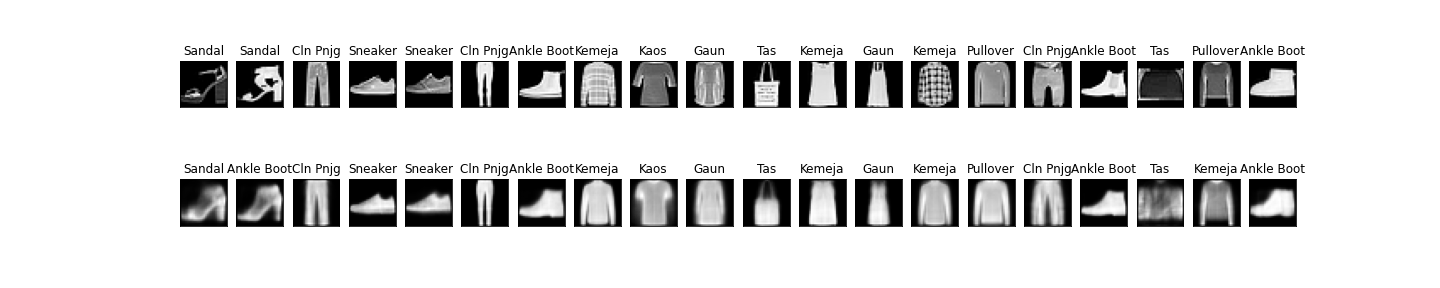 Sandal Sandal Cln Pnjg Sneaker Sneaker Cln Pnjg Ankle Boot Kemeja Kaos Gaun Tas Kemeja Gaun Kemeja Pullover Cln Pnjg Ankle Boot Tas Pullover Ankle Boot
Sandal Ankle Boot Cln Pnjg Sneaker Sneaker Cln Pnjg Ankle Boot Kemeja Kaos Gaun Tas Kemeja Gaun Kemeja Pullover Cln Pnjg Ankle Boot Tas Kemeja Ankle Boot